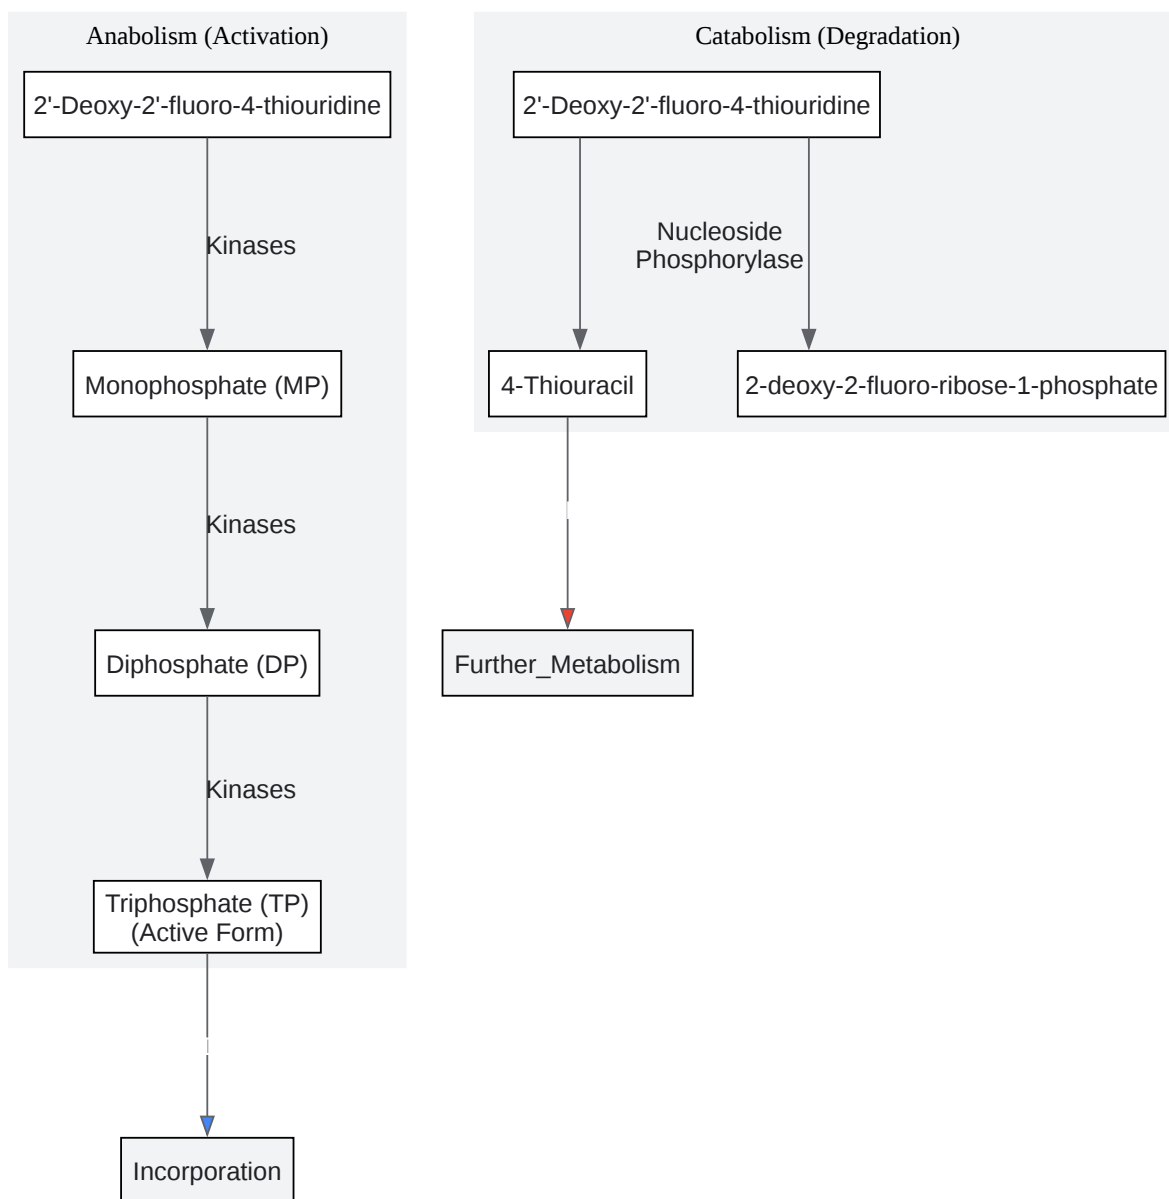 Anabolism (Activation)
2'-Deoxy-2'-fluoro-4-thiouridine
Kinases
Monophosphate (MP)
Kinases
Diphosphate (DP)
Kinases
Triphosphate (TP)
(Active Form)
Incorporation
Catabolism (Degradation)
2'-Deoxy-2'-fluoro-4-thiouridine
Nucleoside
Phosphorylase
4-Thiouracil
2-deoxy-2-fluoro-ribose-1-phosphate
Further_Metabolism